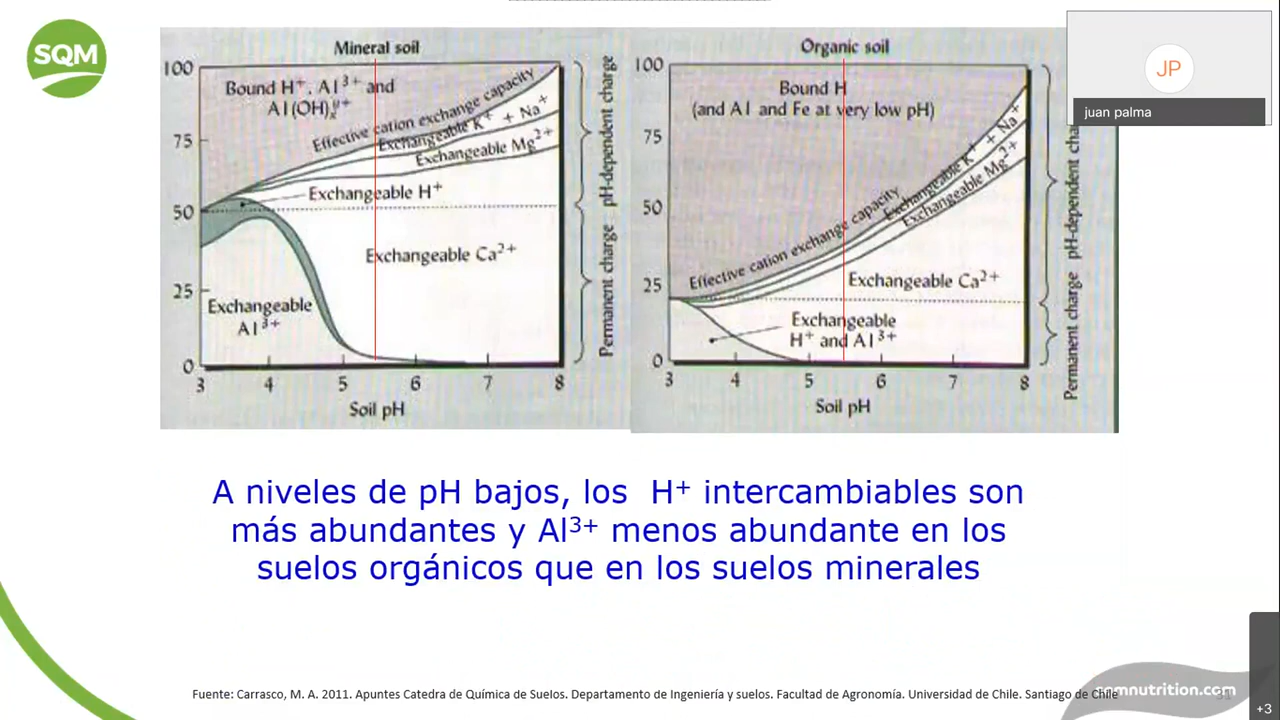 SQM
Mineral soil
100
75
50
25
0
Bound H⁺, Al³⁺ and
Al(OH)ₓʸ⁺
Effective cation exchange capacity
Exchangeable K⁺ + Na⁺
Exchangeable Mg²⁺
Exchangeable H⁺
Exchangeable Ca²⁺
Exchangeable
Al³⁺
3 4 5 6 7 8
Soil pH
Permanent charge pH-dependent charge
Organic soil
100
75
50
25
0
Bound H
(and Al and Fe at very low pH)
Effective cation exchange capacity
Exchangeable K⁺ + Na⁺
Exchangeable Mg²⁺
Exchangeable Ca²⁺
Exchangeable
H⁺ and Al³⁺
3 4 5 6 7 8
Soil pH
Permanent charge pH-dependent cha
JP
juan palma
A niveles de pH bajos, los H⁺ intercambiables son
más abundantes y Al³⁺ menos abundante en los
suelos orgánicos que en los suelos minerales
Fuente: Carrasco, M. A. 2011. Apuntes Catedra de Química de Suelos. Departamento de Ingeniería y suelos. Facultad de Agronomía. Universidad de Chile. Santiago de Chile
sqmnutrition.com
+3